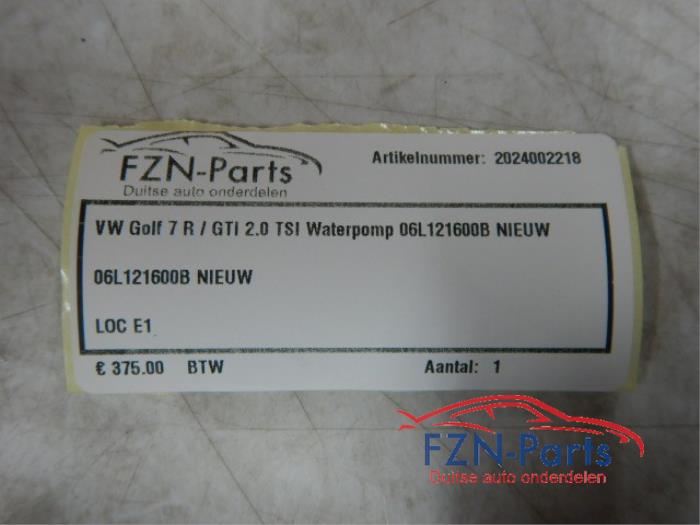 FZN-Parts
Duitse auto onderdelen
Artikelnummer: 2024002218
VW Golf 7 R / GTI 2.0 TSI Waterpomp 06L121600B NIEUW
06L121600B NIEUW
LOC E1
€ 375.00 BTW
Aantal: 1
FZN-Parts
Duitse auto onderdelen